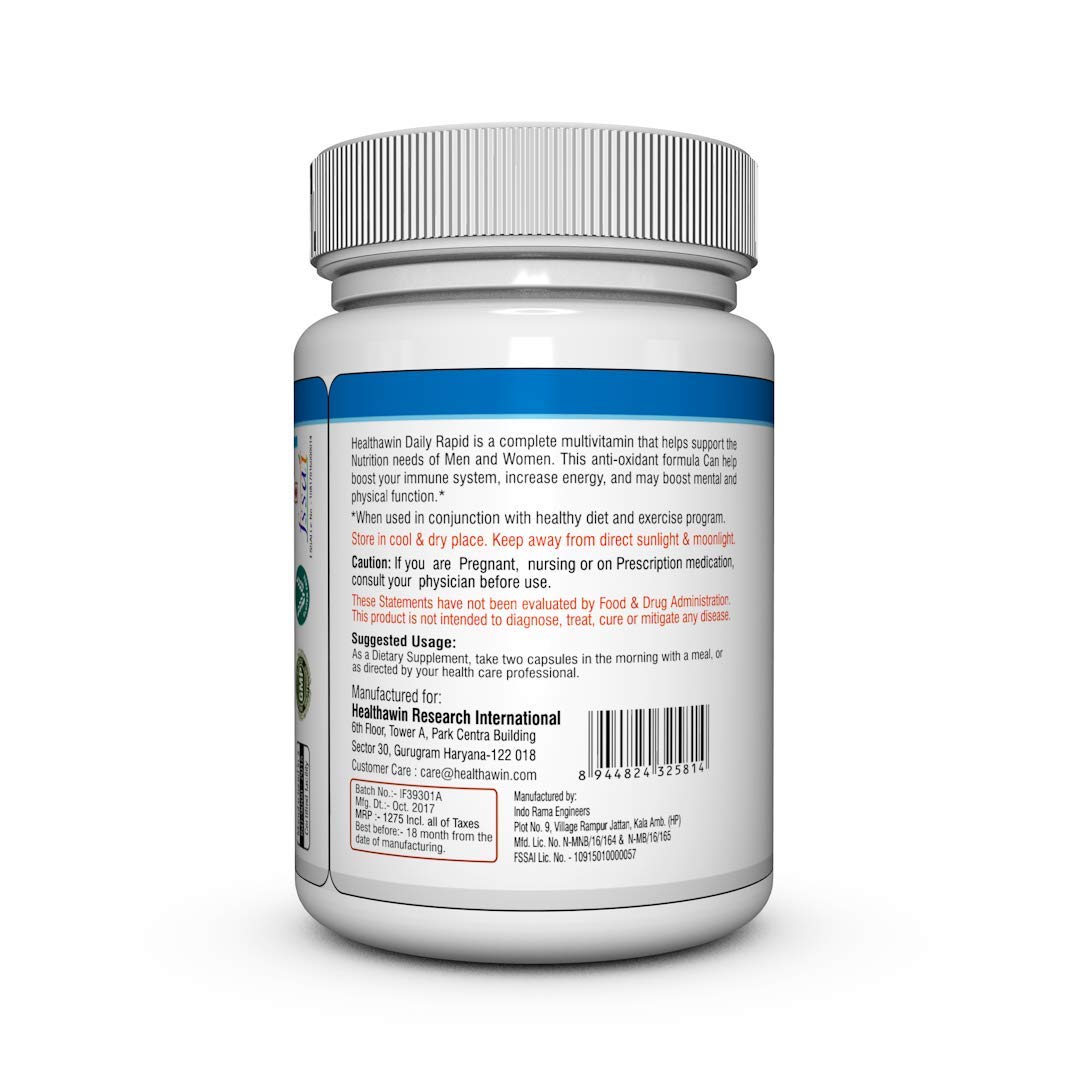 Healthawin Daily Rapid is a complete multivitamin that helps support the
Nutrition needs of Men and Women. This anti-oxidant formula Can help
boost your immune system, increase energy, and may boost mental and
physical function.*
*When used in conjunction with healthy diet and exercise program.
Store in cool & dry place. Keep away from direct sunlight & moonlight.
Caution: If you are Pregnant, nursing or on Prescription medication,
consult your physician before use.
These Statements have not been evaluated by Food & Drug Administration.
This product is not intended to diagnose, treat, cure or mitigate any disease.
Suggested Usage:
As a Dietary Supplement, take two capsules in the morning with a meal, or
as directed by your health care professional.
Manufactured for:
Healthawin Research International
6th Floor, Tower A, Park Centra Building
Sector 30, Gurugram Haryana-122 018
Customer Care : care@healthawin.com
8 944824 325814
Batch No.:- IF39301A
Mfg. Dt.:- Oct. 2017
MRP :- 1275 Incl. all of Taxes
Best before:- 18 month from the
date of manufacturing.
Manufactured by:
Indo Rama Engineers
Plot No. 9, Village Rampur Jattan, Kala Amb. (HP)
Mfd. Lic. No. N-MNB/16/164 & N-MB/16/165
FSSAI Lic. No. - 10915010000057
fssai
GMP